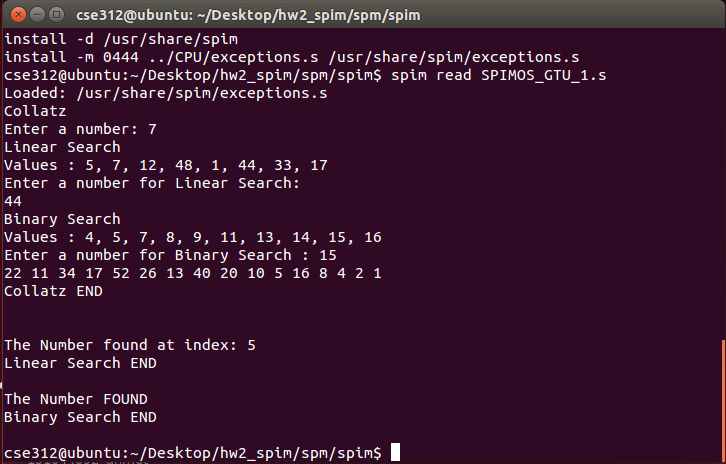 cse312@ubuntu: ~/Desktop/hw2_spim/spm/spim
install -d /usr/share/spim
install -m 0444 ../CPU/exceptions.s /usr/share/spim/exceptions.s
cse312@ubuntu:~/Desktop/hw2_spim/spm/spim$ spim read SPIMOS_GTU_1.s
Loaded: /usr/share/spim/exceptions.s
Collatz
Enter a number: 7
Linear Search
Values : 5, 7, 12, 48, 1, 44, 33, 17
Enter a number for Linear Search:
44
Binary Search
Values : 4, 5, 7, 8, 9, 11, 13, 14, 15, 16
Enter a number for Binary Search : 15
22 11 34 17 52 26 13 40 20 10 5 16 8 4 2 1
Collatz END
The Number found at index: 5
Linear Search END
The Number FOUND
Binary Search END
cse312@ubuntu:~/Desktop/hw2_spim/spm/spim$